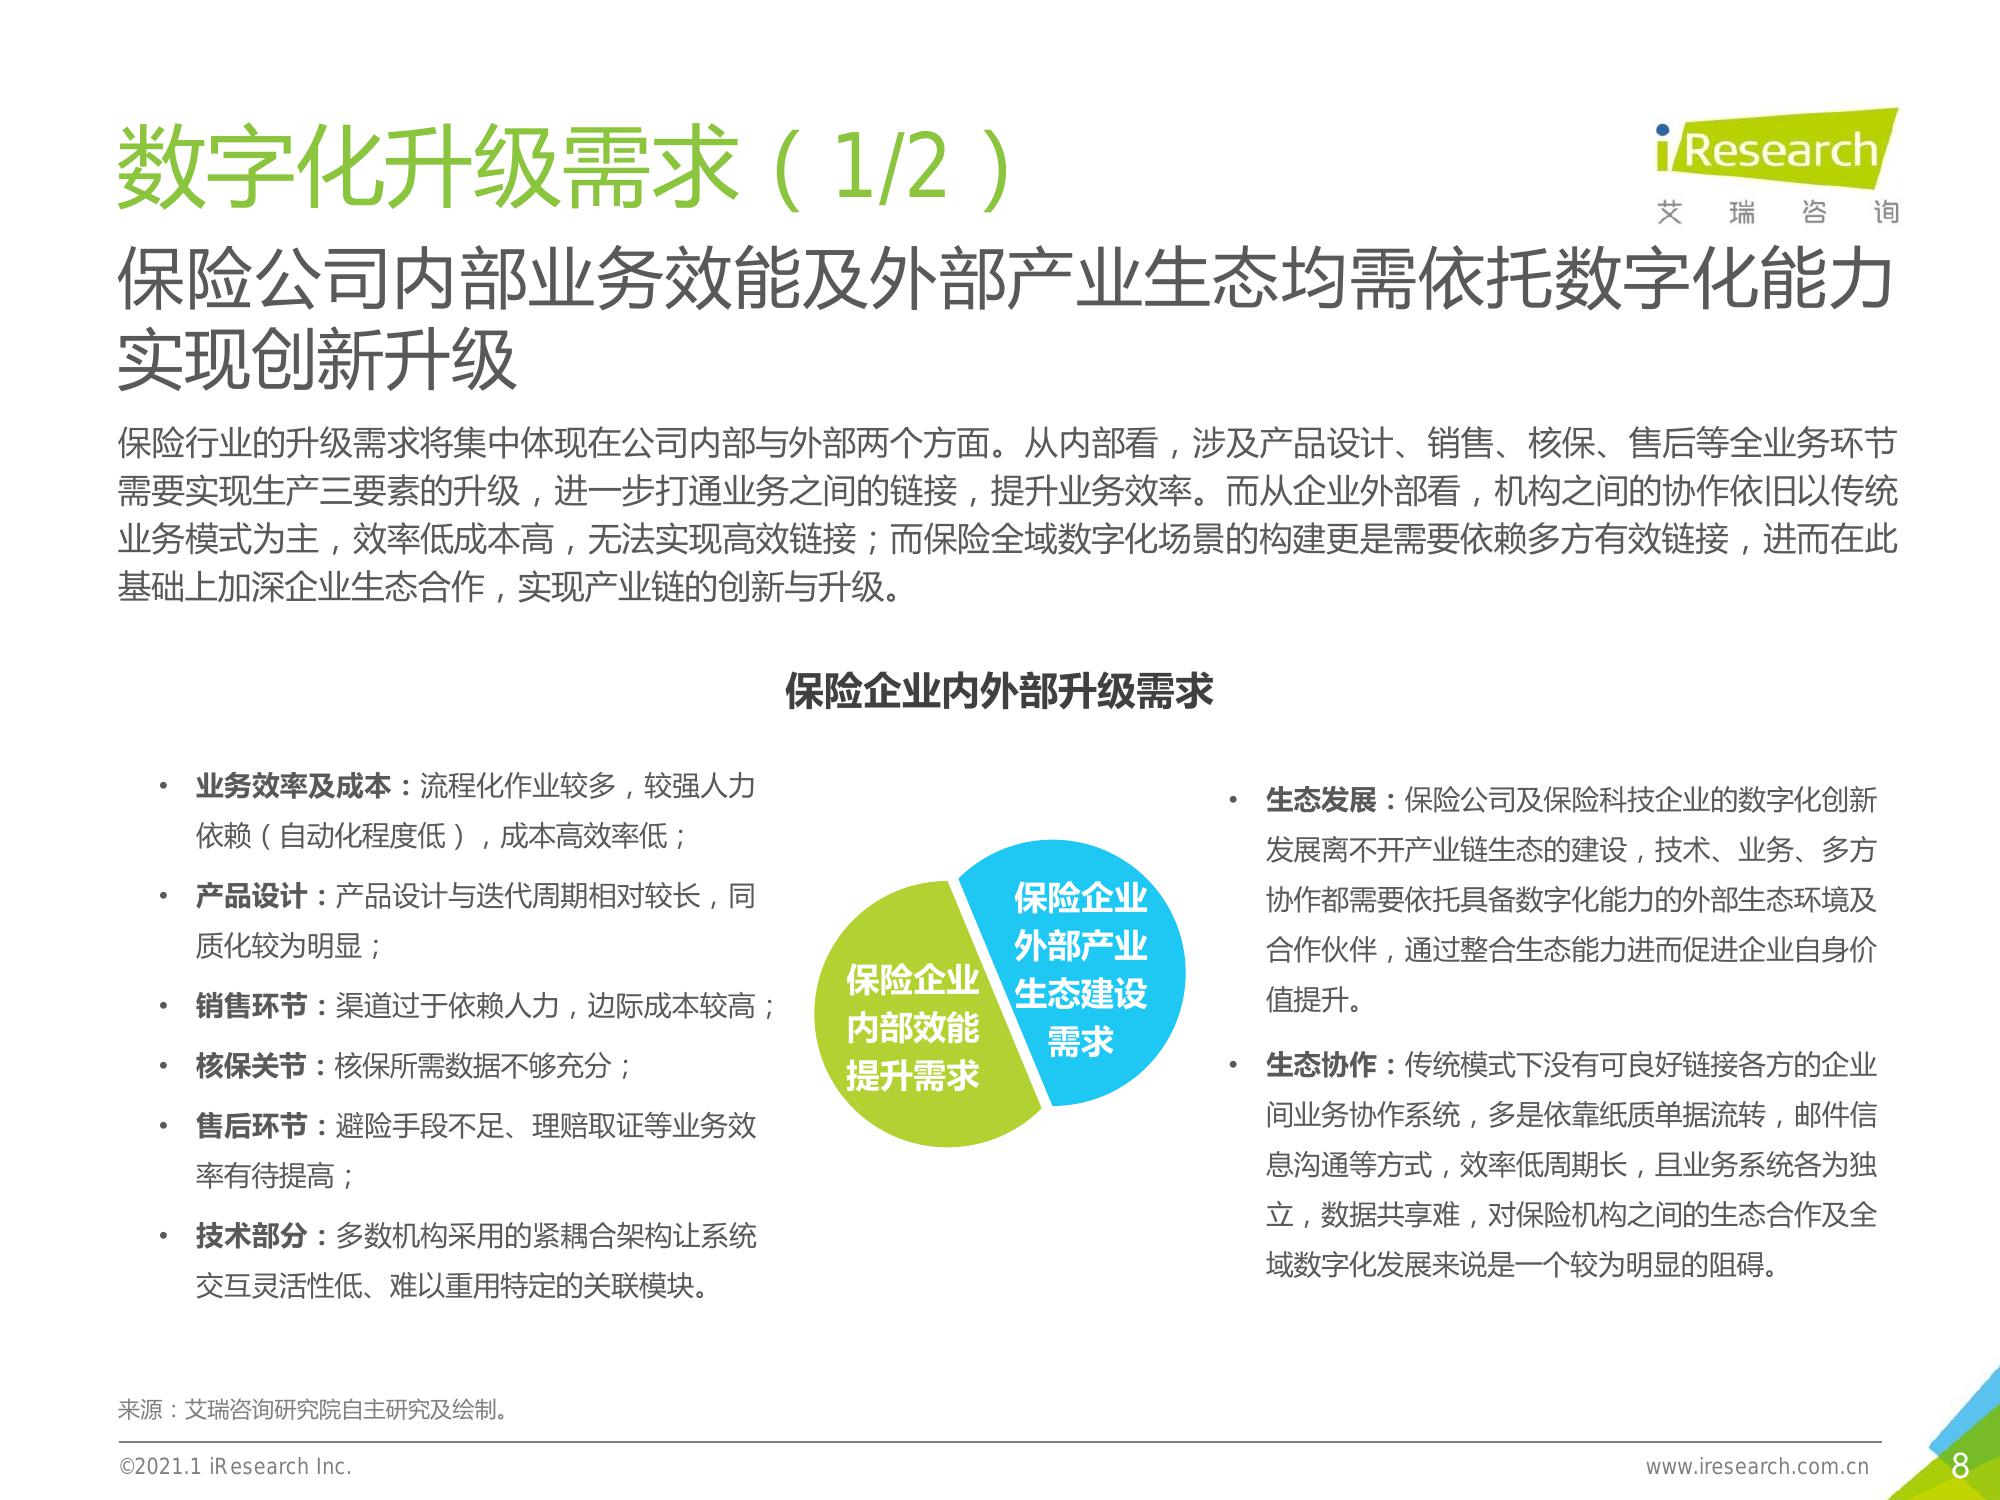 数字化升级需求（1/2）
iResearch
艾瑞咨询
保险公司内部业务效能及外部产业生态均需依托数字化能力
实现创新升级
保险行业的升级需求将集中体现在公司内部与外部两个方面。从内部看，涉及产品设计、销售、核保、售后等全业务环节
需要实现生产三要素的升级，进一步打通业务之间的链接，提升业务效率。而从企业外部看，机构之间的协作依旧以传统
业务模式为主，效率低成本高，无法实现高效链接；而保险全域数字化场景的构建更是需要依赖多方有效链接，进而在此
基础上加深企业生态合作，实现产业链的创新与升级。
保险企业内外部升级需求
• 业务效率及成本：流程化作业较多，较强人力
依赖（自动化程度低），成本高效率低；
• 产品设计：产品设计与迭代周期相对较长，同
质化较为明显；
• 销售环节：渠道过于依赖人力，边际成本较高；
• 核保关节：核保所需数据不够充分；
• 售后环节：避险手段不足、理赔取证等业务效
率有待提高；
• 技术部分：多数机构采用的紧耦合架构让系统
交互灵活性低、难以重用特定的关联模块。
保险企业
内部效能
提升需求
保险企业
外部产业
生态建设
需求
• 生态发展：保险公司及保险科技企业的数字化创新
发展离不开产业链生态的建设，技术、业务、多方
协作都需要依托具备数字化能力的外部生态环境及
合作伙伴，通过整合生态能力进而促进企业自身价
值提升。
• 生态协作：传统模式下没有可良好链接各方的企业
间业务协作系统，多是依靠纸质单据流转，邮件信
息沟通等方式，效率低周期长，且业务系统各为独
立，数据共享难，对保险机构之间的生态合作及全
域数字化发展来说是一个较为明显的阻碍。
来源：艾瑞咨询研究院自主研究及绘制。
©2021.1 iResearch Inc.
www.iresearch.com.cn
8